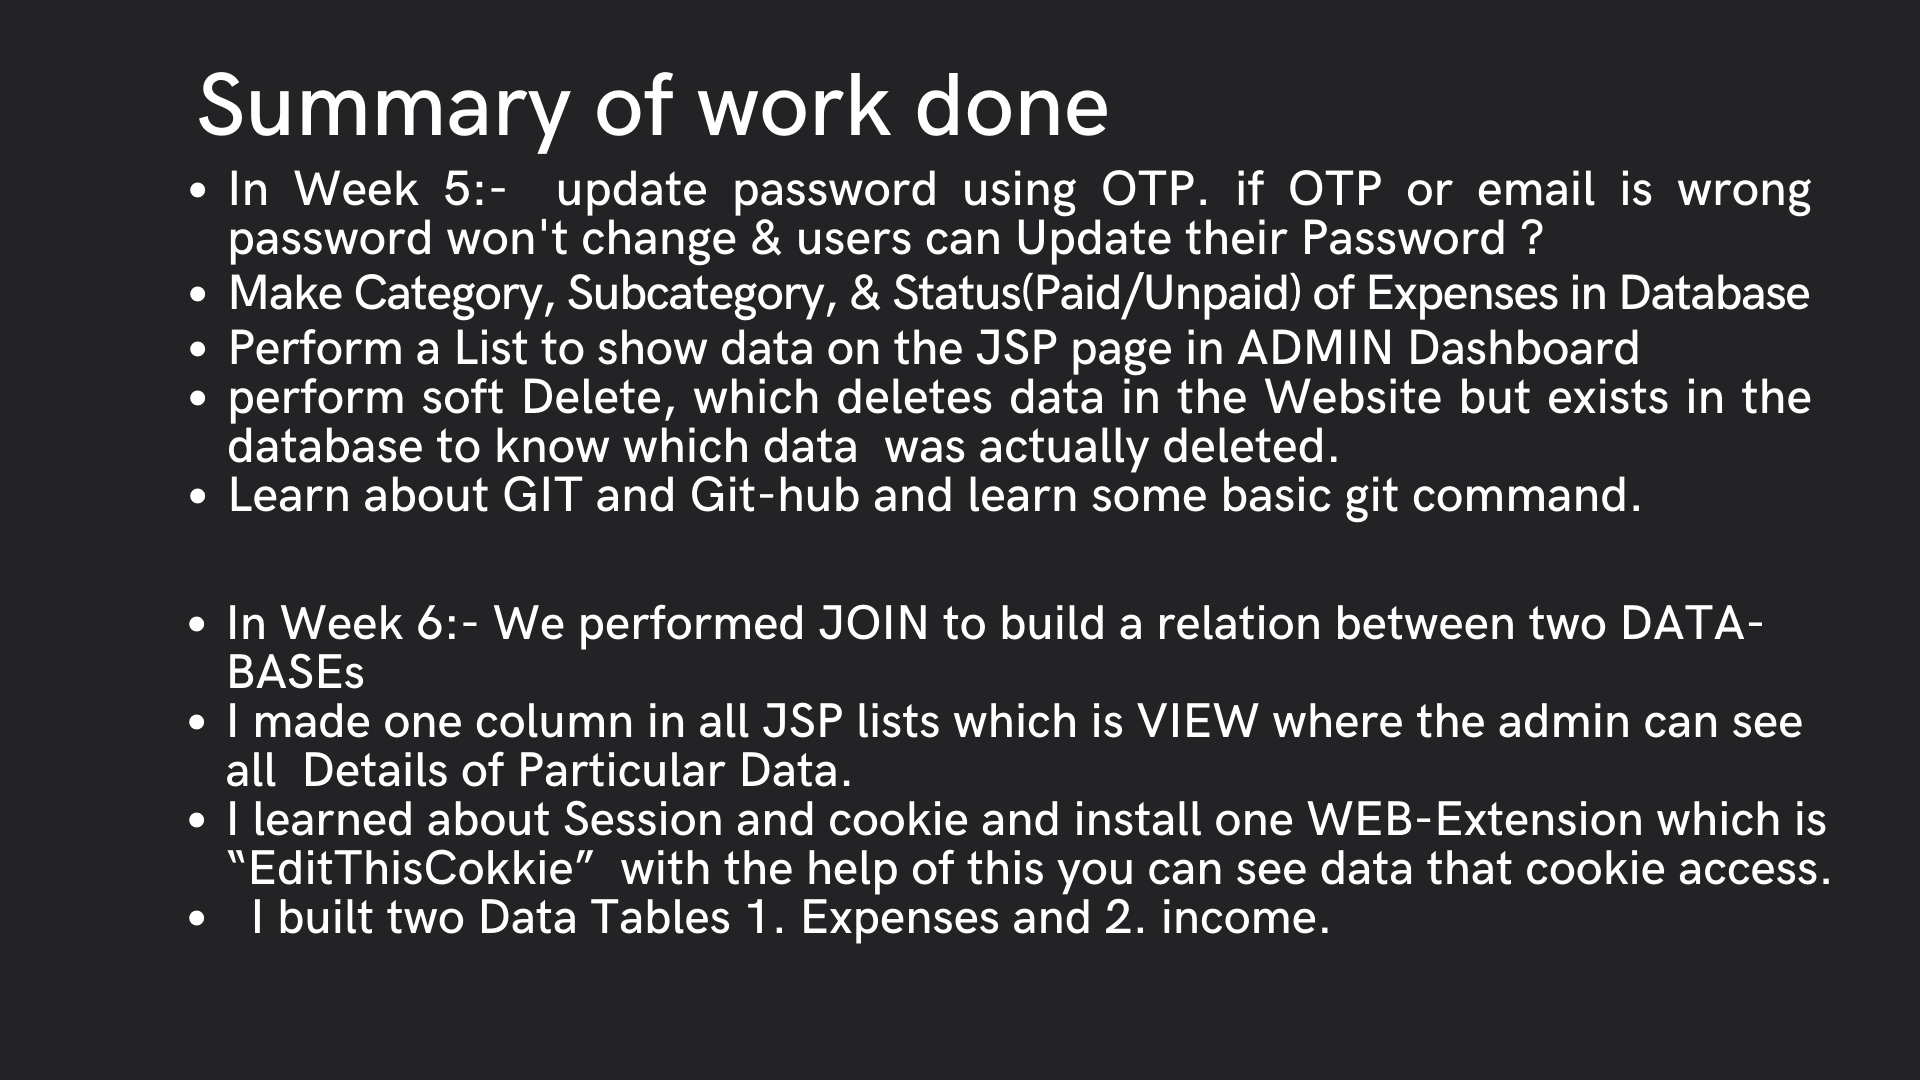 Summary of work done
• In Week 5:-  update password using OTP. if OTP or email is wrong
password won't change & users can Update their Password ?
• Make Category, Subcategory, & Status(Paid/Unpaid) of Expenses in Database
• Perform a List to show data on the JSP page in ADMIN Dashboard
• perform soft Delete, which deletes data in the Website but exists in the
database to know which data  was actually deleted.
• Learn about GIT and Git-hub and learn some basic git command.
• In Week 6:- We performed JOIN to build a relation between two DATA-
BASEs
• I made one column in all JSP lists which is VIEW where the admin can see
all  Details of Particular Data.
• I learned about Session and cookie and install one WEB-Extension which is
“EditThisCokkie”  with the help of this you can see data that cookie access.
•  I built two Data Tables 1. Expenses and 2. income.